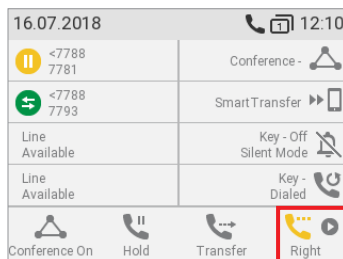 16.07.2018
1
12:10
<7788
7781
Conference -
<7788
7793
SmartTransfer
Line
Available
Key - Off
Silent Mode
Line
Available
Key -
Dialed
Conference On
Hold
Transfer
Right